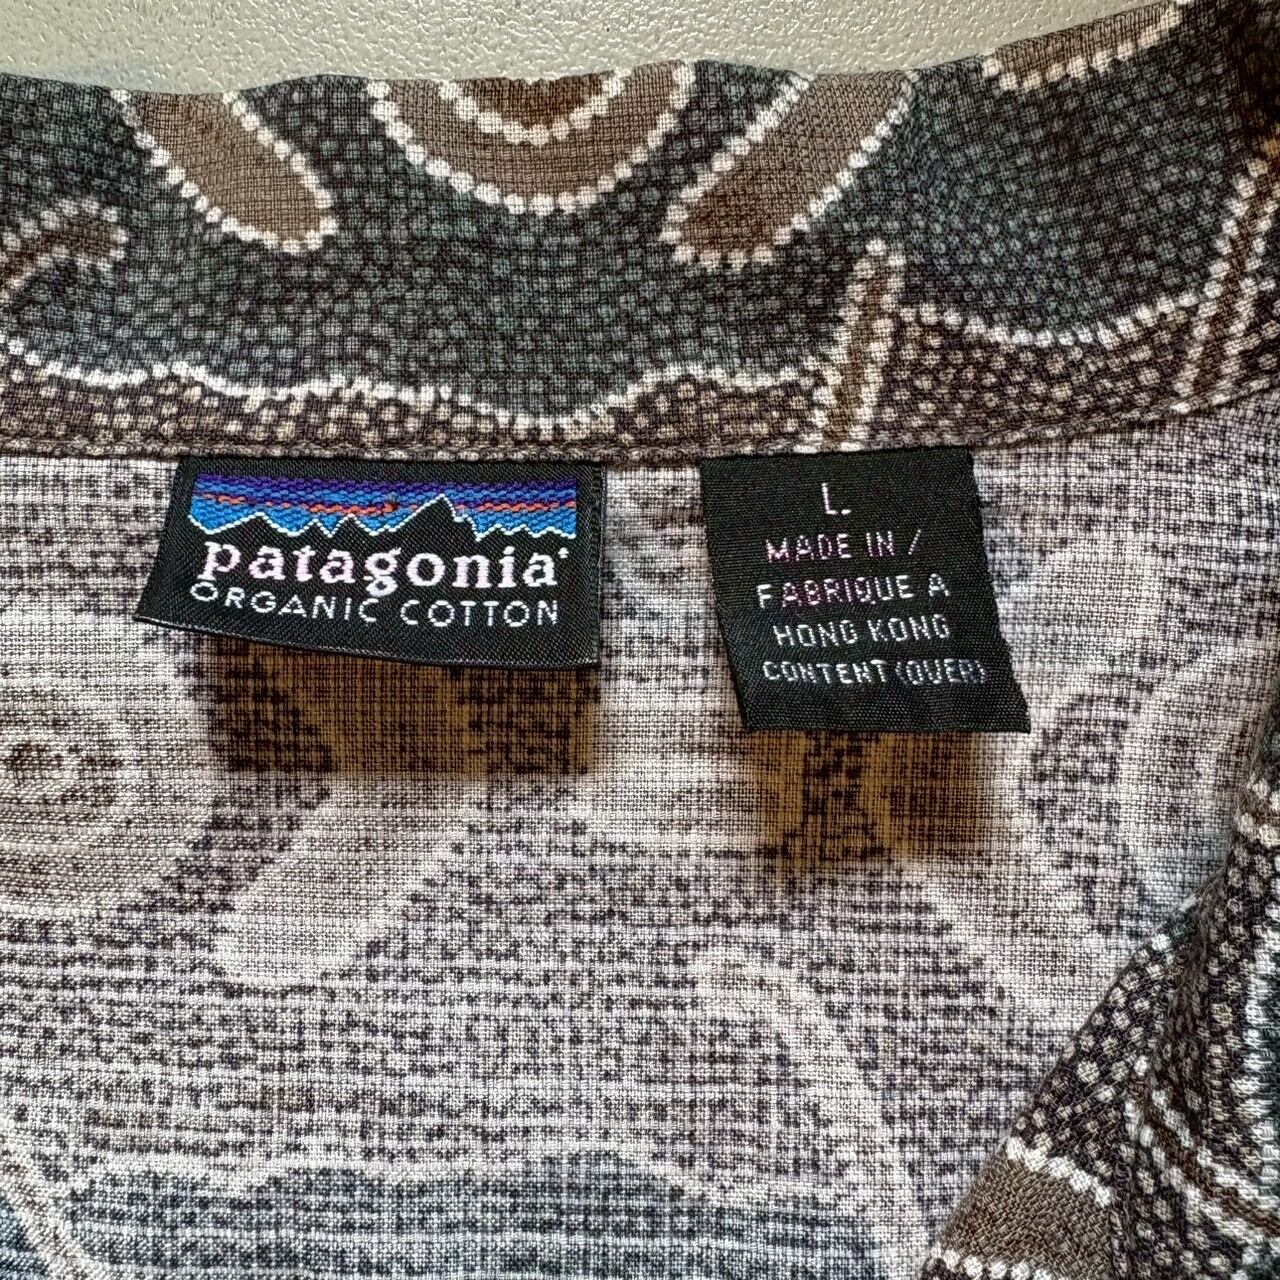 patagonia®
ORGANIC COTTON
L.
MADE IN /
FABRIQUE A
HONG KONG
CONTENT (OVER)